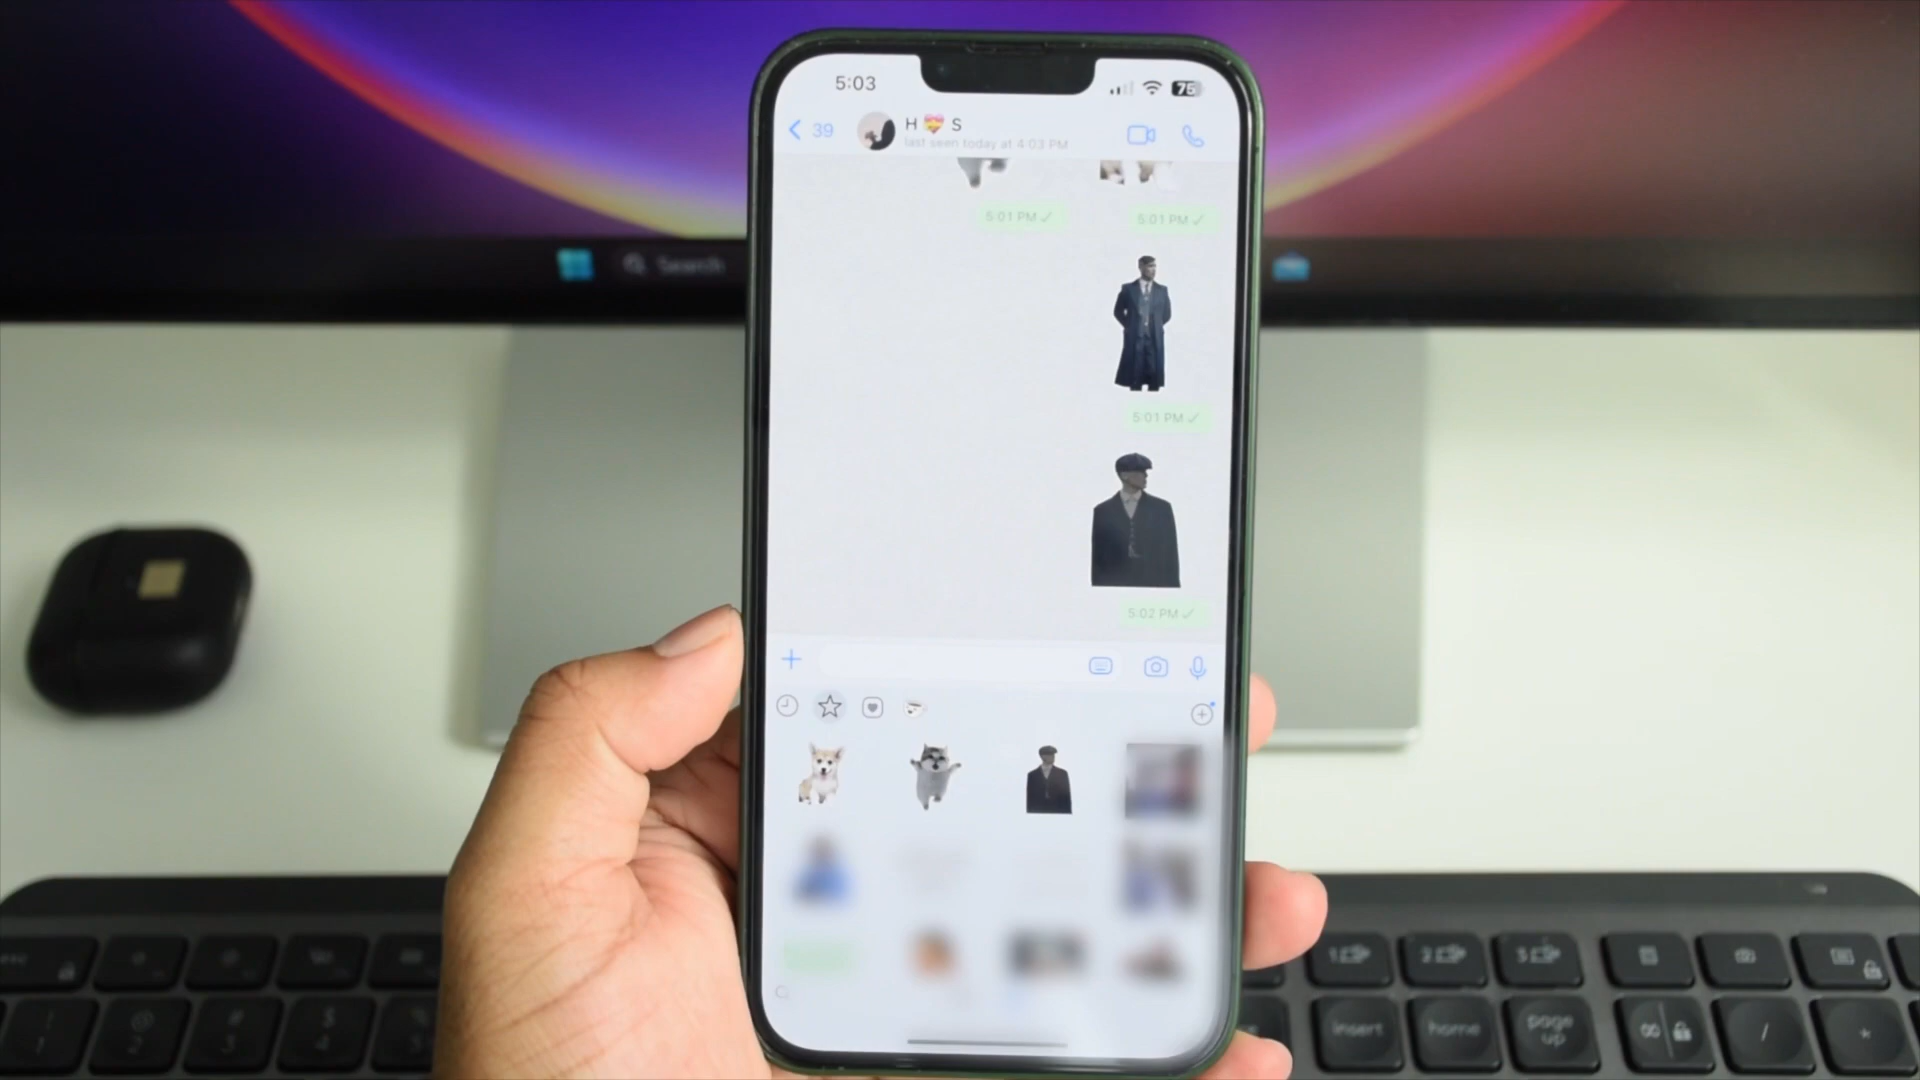 5:03
75
39
H 💝 S
last seen today at 4:03 PM
5:01 PM
5:01 PM
Search
5:01 PM
5:02 PM
insert
home
page
up
/
*